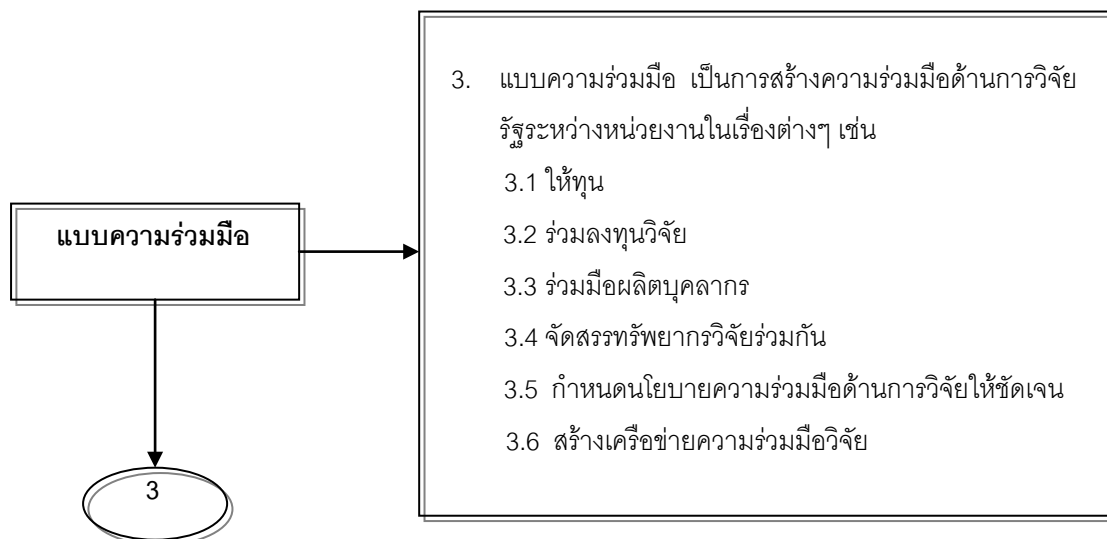 แบบความร่วมมือ
3. แบบความร่วมมือ เป็นการสร้างความร่วมมือด้านการวิจัย
รัฐระหว่างหน่วยงานในเรื่องต่างๆ เช่น
3.1 ให้ทุน
3.2 ร่วมลงทุนวิจัย
3.3 ร่วมมือผลิตบุคลากร
3.4 จัดสรรทรัพยากรวิจัยร่วมกัน
3.5 กำหนดนโยบายความร่วมมือด้านการวิจัยให้ชัดเจน
3.6 สร้างเครือข่ายความร่วมมือวิจัย
3